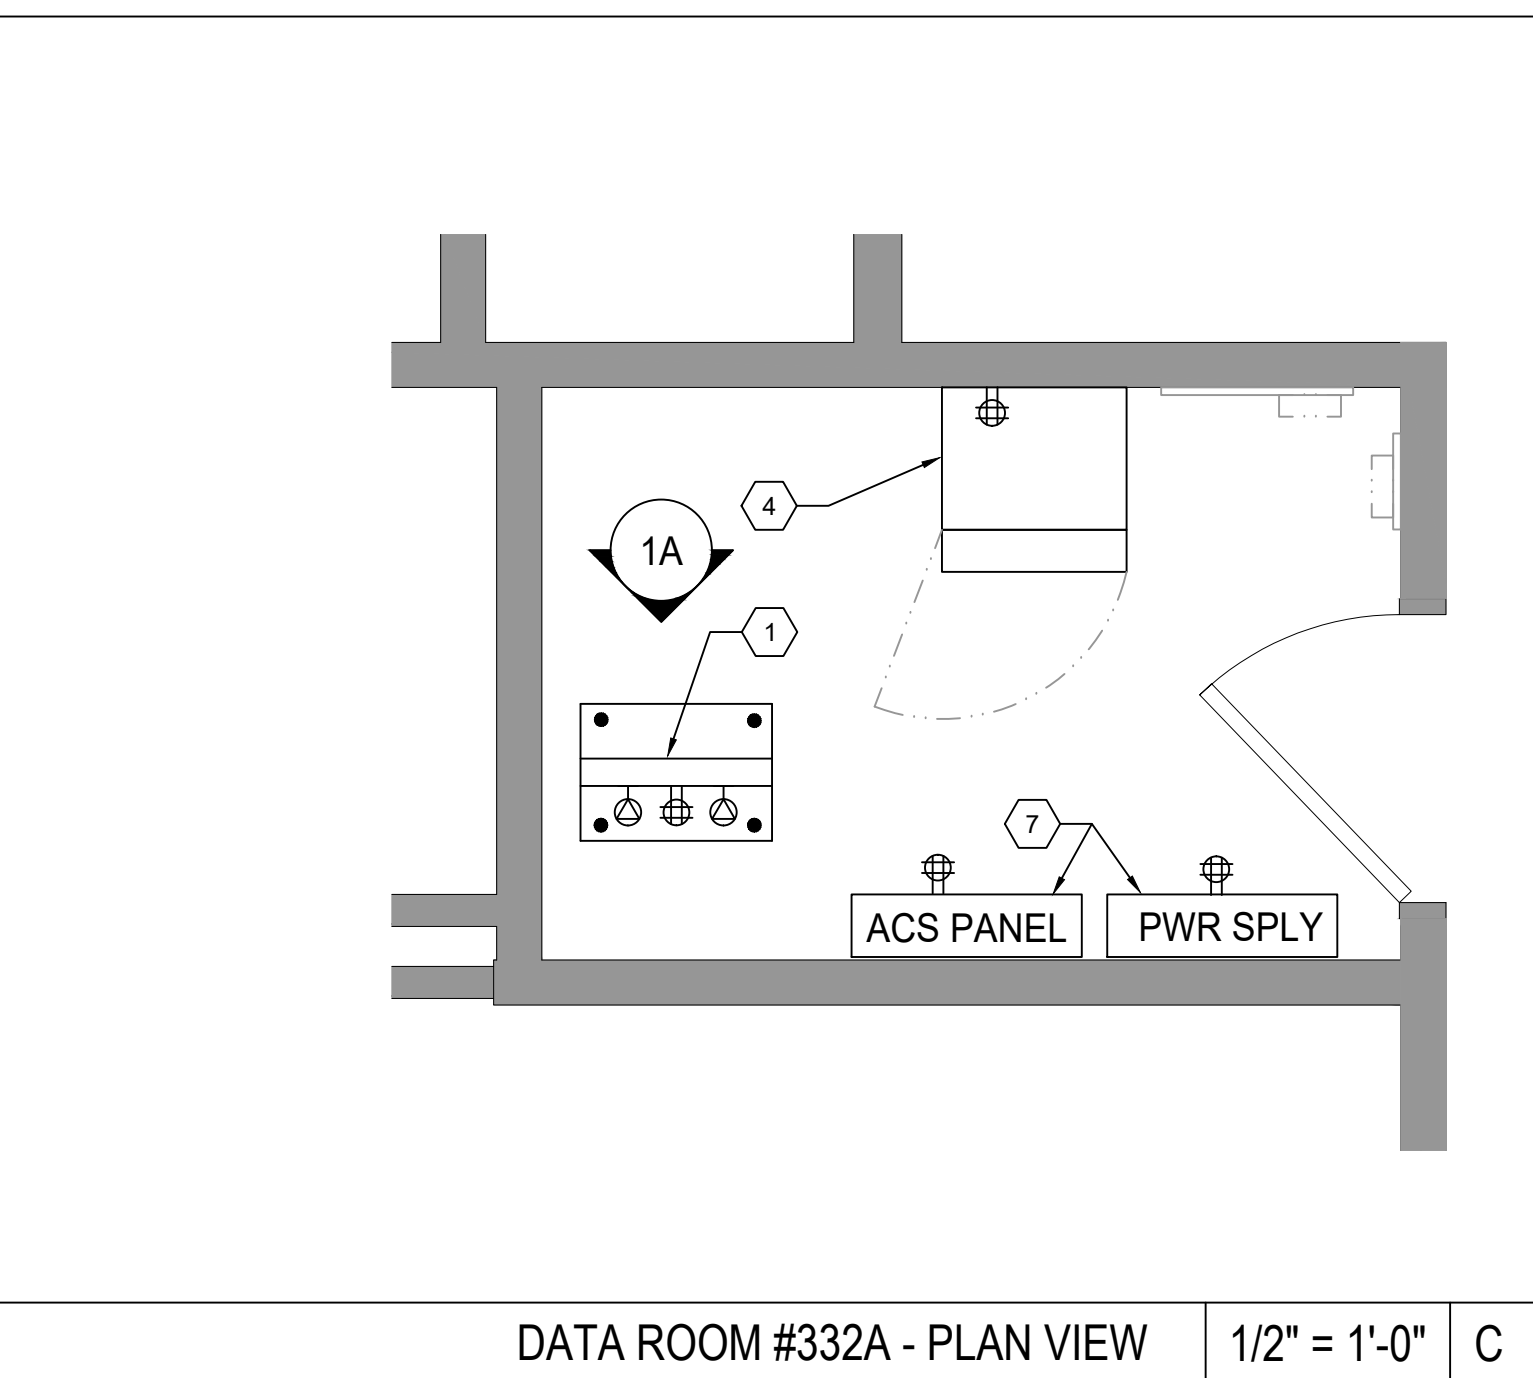 4
1A
1
7
ACS PANEL
PWR SPLY
DATA ROOM #332A - PLAN VIEW
1/2" = 1'-0"
C